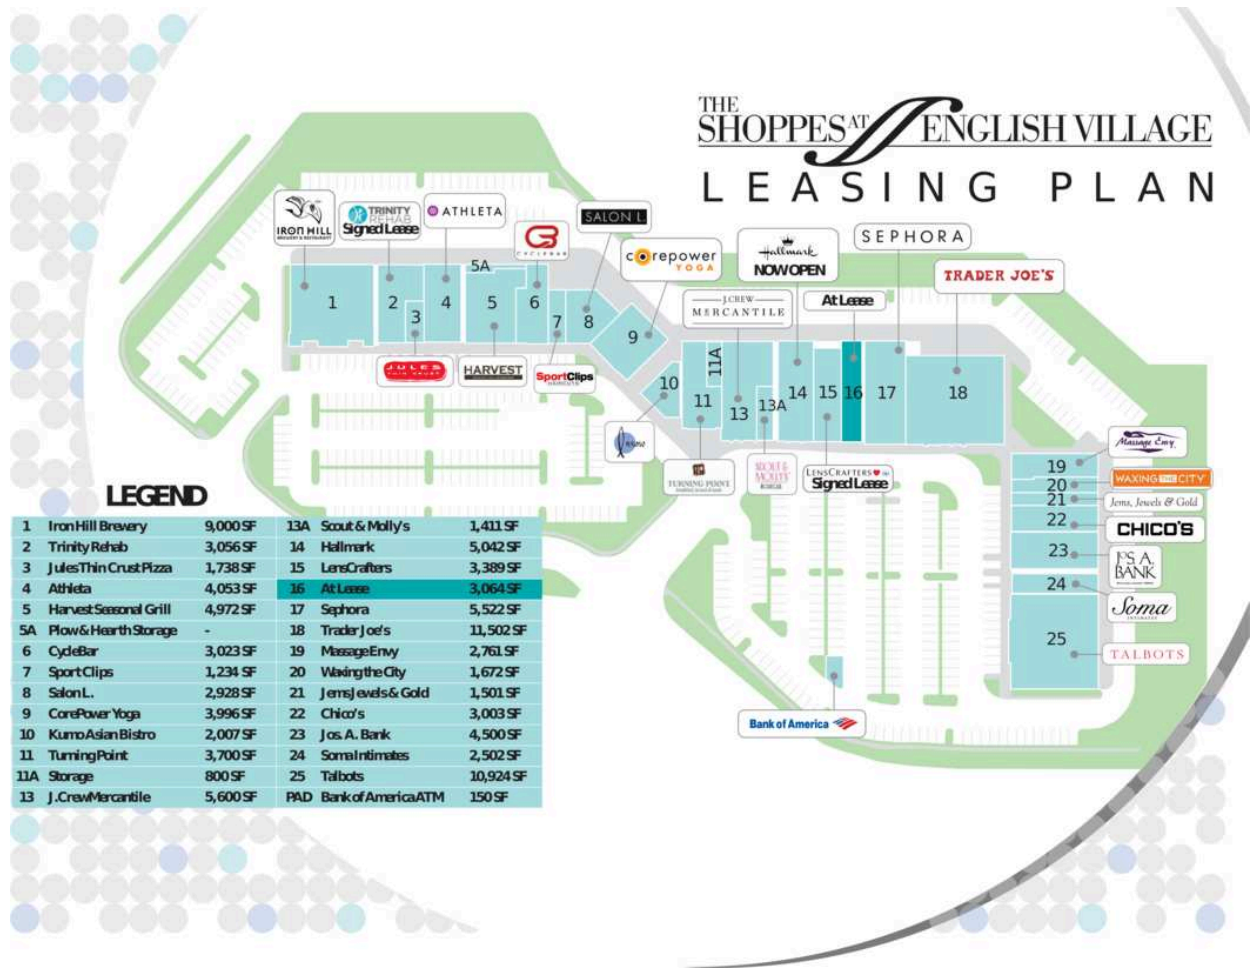 THE
SHOPPES AT ENGLISH VILLAGE
LEASING PLAN
IRON HILL
BREWERY & RESTAURANT
TRINITY
REHAB
Signed Lease
ATHLETA
CYCLEBAR
SALON L.
corepower
YOGA
Hallmark
NOW OPEN
SEPHORA
J.CREW
MERCANTILE
At Lease
TRADER JOE'S
5A
1
2
3
4
5
6
7
8
9
10
11
11A
13
13A
14
15
16
17
18
JULES
THIN CRUST
HARVEST
SportClips
HAIRCUTS
TURNING POINT
SCOUT &
MOLLY'S
LENSCRAFTERS
Signed Lease
19
20
21
22
23
24
25
Massage Envy
WAXING THE CITY
Jems, Jewels & Gold
CHICO'S
JOS. A.
BANK
Soma
INTIMATES
TALBOTS
Bank of America
LEGEND
1 Iron Hill Brewery 9,000 SF
2 Trinity Rehab 3,056 SF
3 Jules Thin Crust Pizza 1,738 SF
4 Athleta 4,053 SF
5 Harvest Seasonal Grill 4,972 SF
5A Plow & Hearth Storage -
6 CycleBar 3,023 SF
7 Sport Clips 1,234 SF
8 Salon L. 2,928 SF
9 CorePower Yoga 3,996 SF
10 Kumo Asian Bistro 2,007 SF
11 Turning Point 3,700 SF
11A Storage 800 SF
13 J.Crew Mercantile 5,600 SF
13A Scout & Molly's 1,411 SF
14 Hallmark 5,042 SF
15 LensCrafters 3,389 SF
16 At Lease 3,064 SF
17 Sephora 5,522 SF
18 Trader Joe's 11,502 SF
19 Massage Envy 2,761 SF
20 Waxing the City 1,672 SF
21 Jems Jewels & Gold 1,501 SF
22 Chico's 3,003 SF
23 Jos. A. Bank 4,500 SF
24 Soma Intimates 2,502 SF
25 Talbots 10,924 SF
PAD Bank of America ATM 150 SF